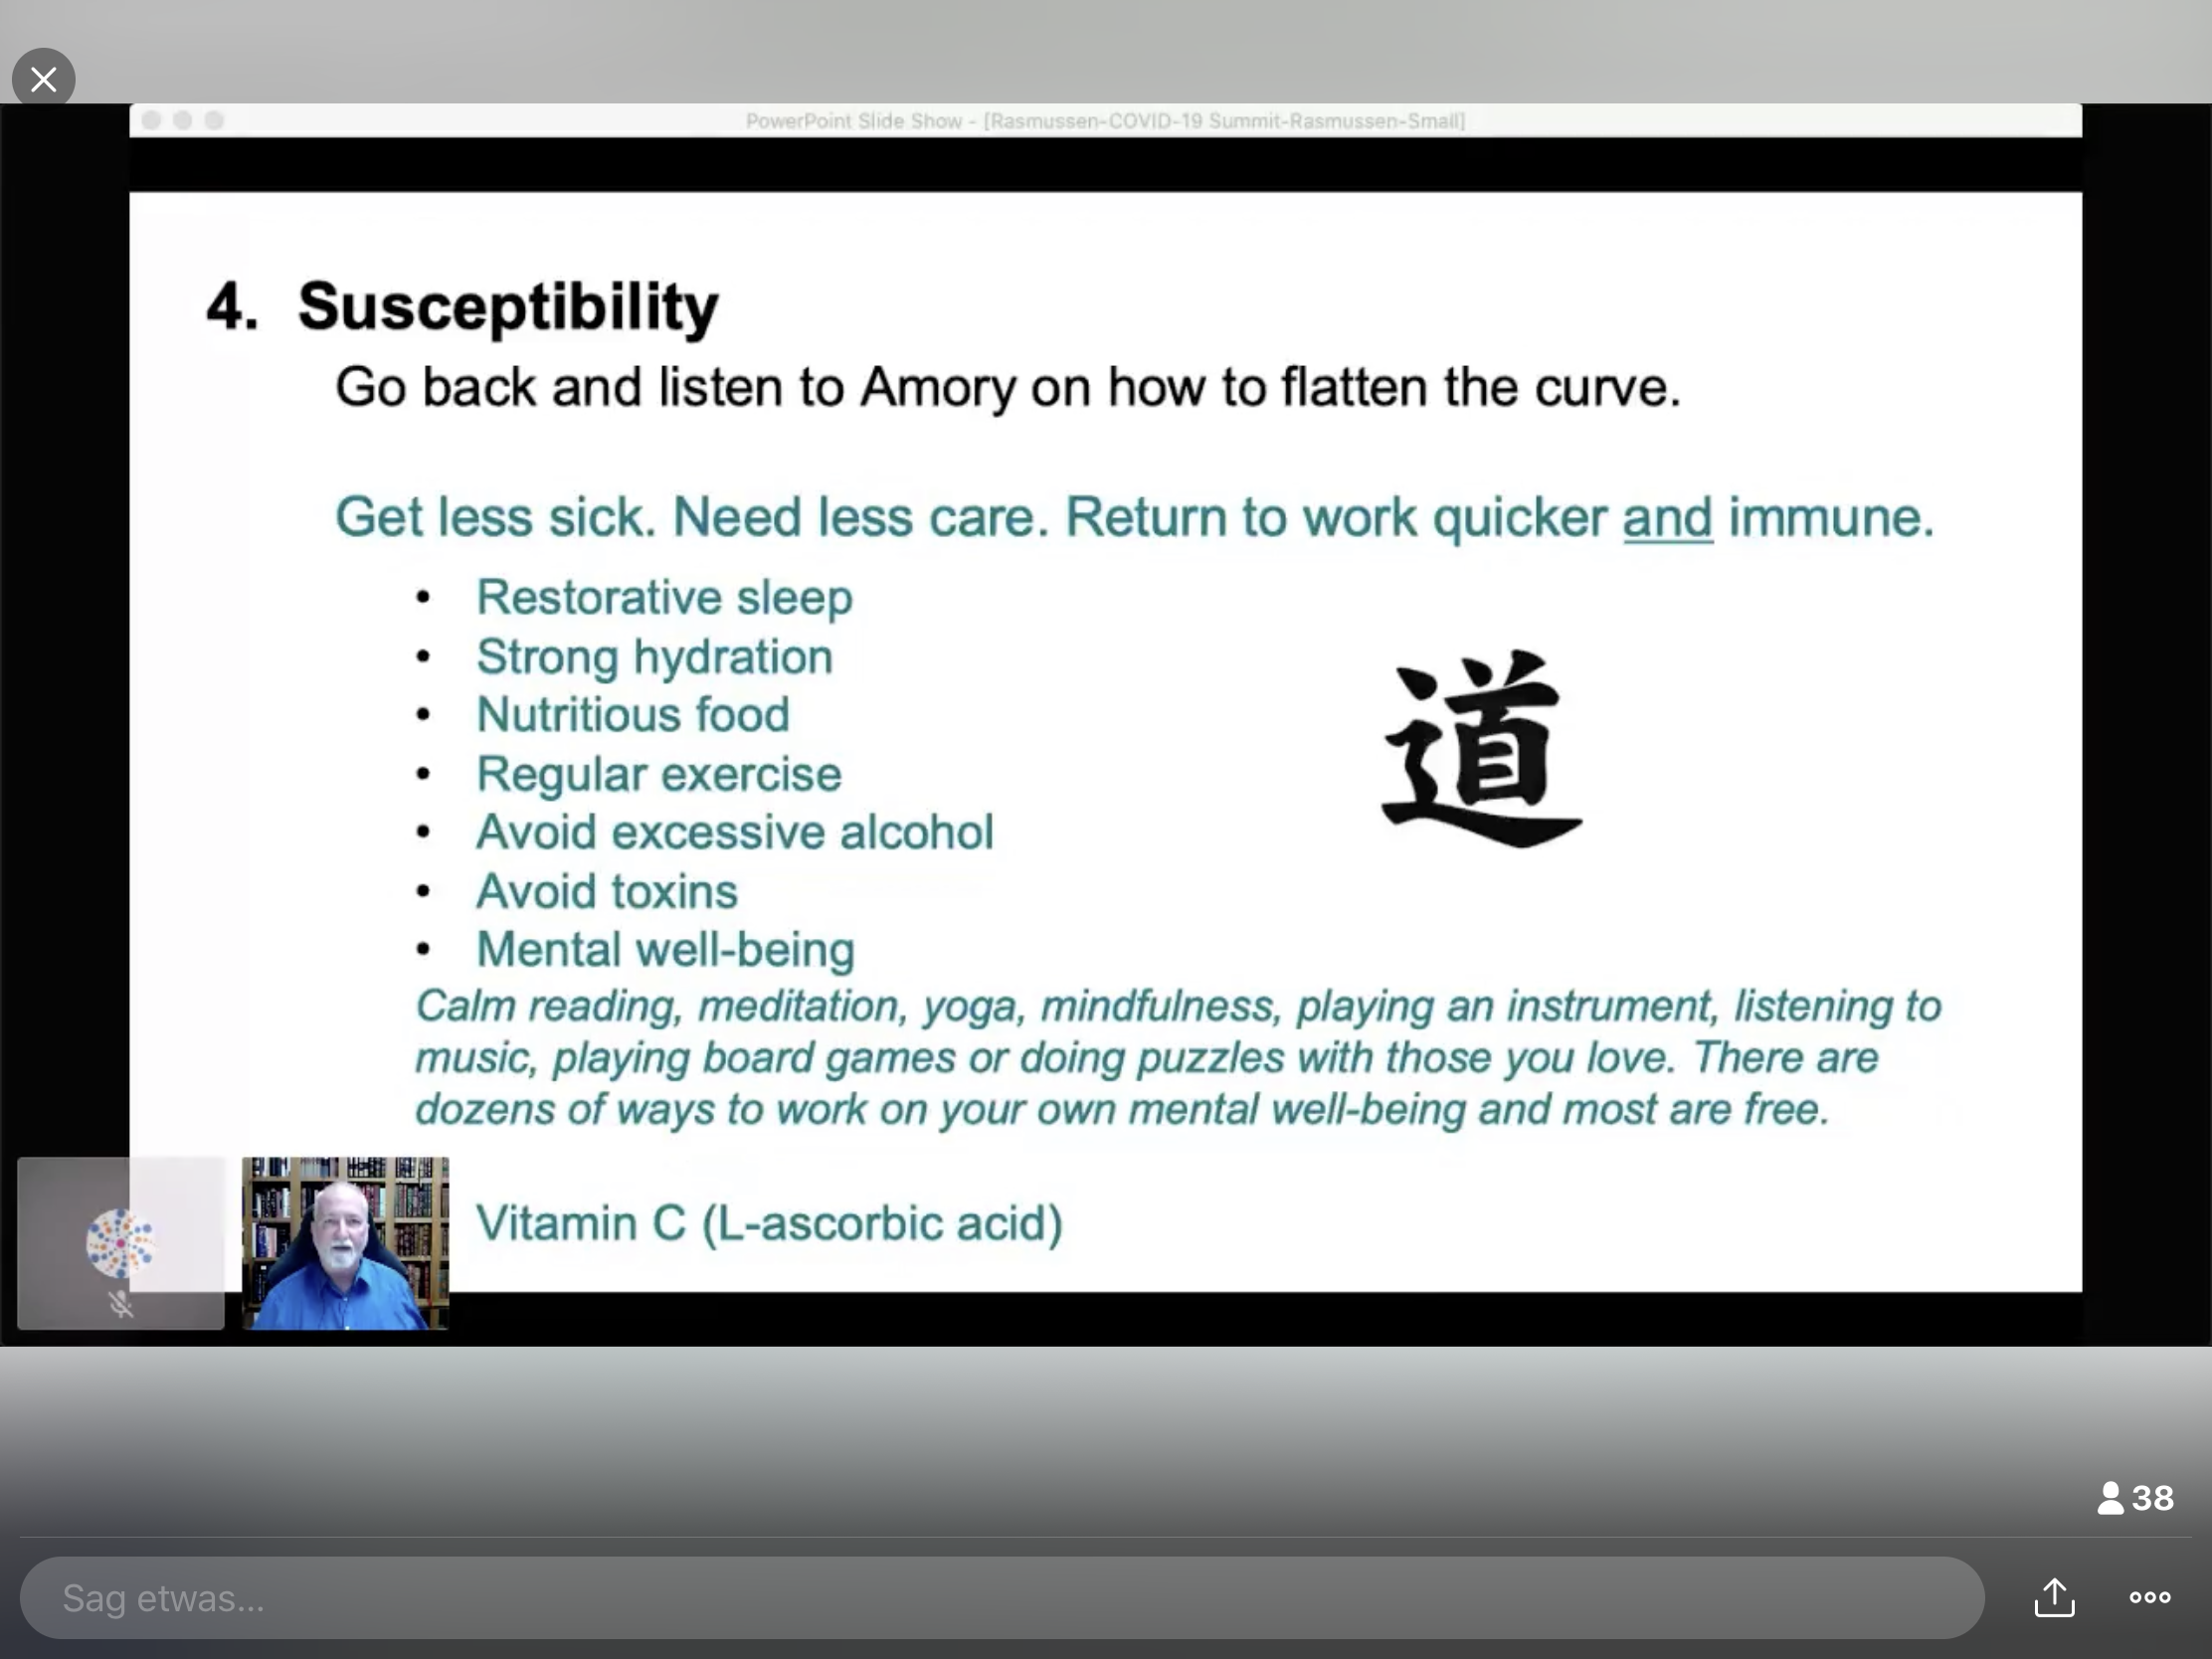 PowerPoint Slide Show - [Rasmussen-COVID-19 Summit-Rasmussen-Small]
4. Susceptibility
Go back and listen to Amory on how to flatten the curve.
Get less sick. Need less care. Return to work quicker and immune.
• Restorative sleep
• Strong hydration
• Nutritious food
• Regular exercise
• Avoid excessive alcohol
• Avoid toxins
• Mental well-being
道
Calm reading, meditation, yoga, mindfulness, playing an instrument, listening to
music, playing board games or doing puzzles with those you love. There are
dozens of ways to work on your own mental well-being and most are free.
Vitamin C (L-ascorbic acid)
38
Sag etwas...